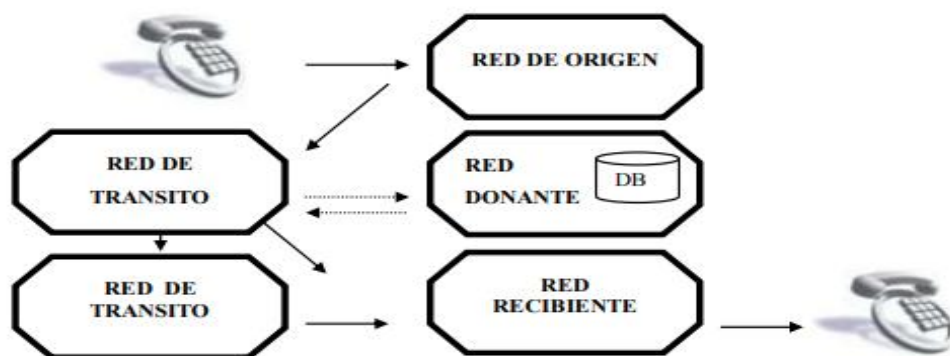 RED DE ORIGEN
RED DE
TRANSITO
RED
DONANTE
DB
RED DE
TRANSITO
RED
RECIBIENTE